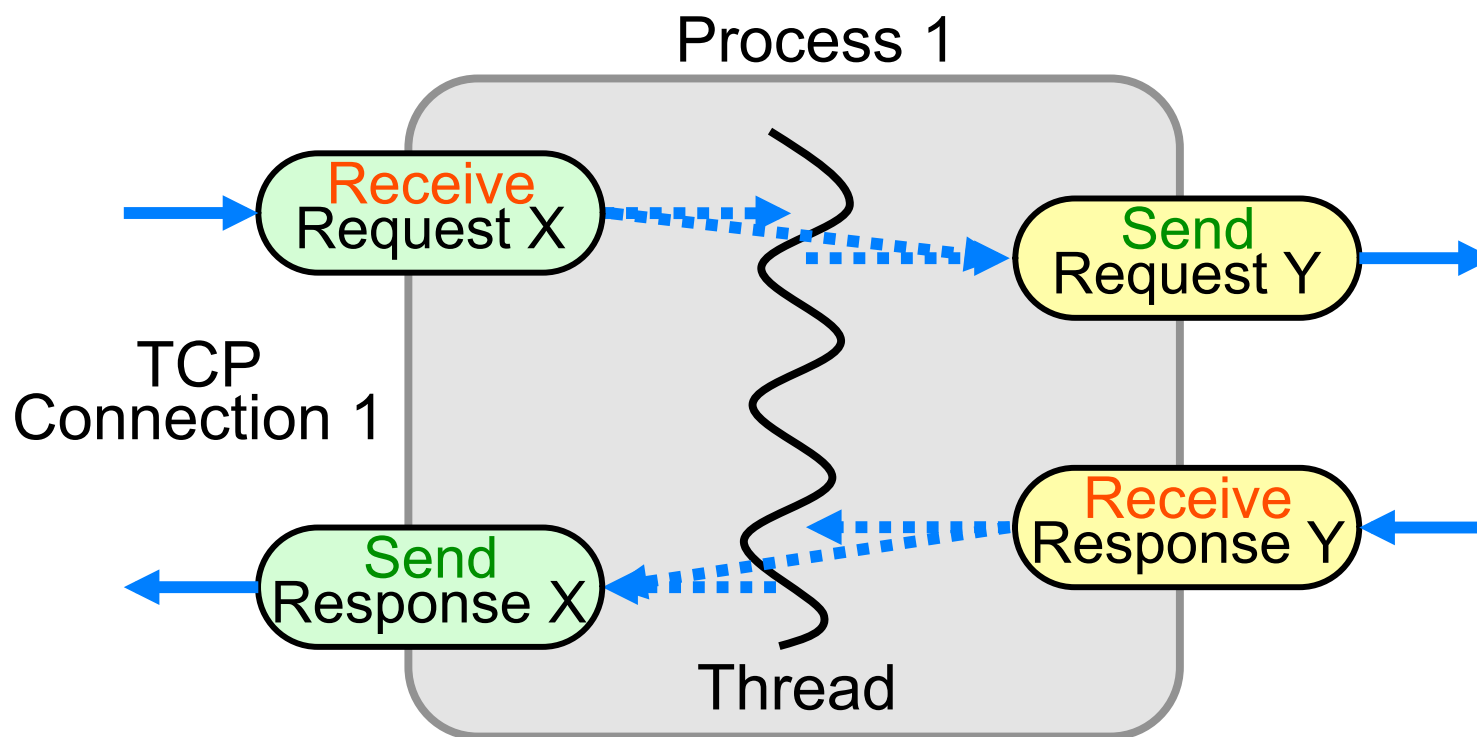 Process 1
Receive
Request X
Send
Request Y
TCP
Connection 1
Receive
Response Y
Send
Response X
Thread